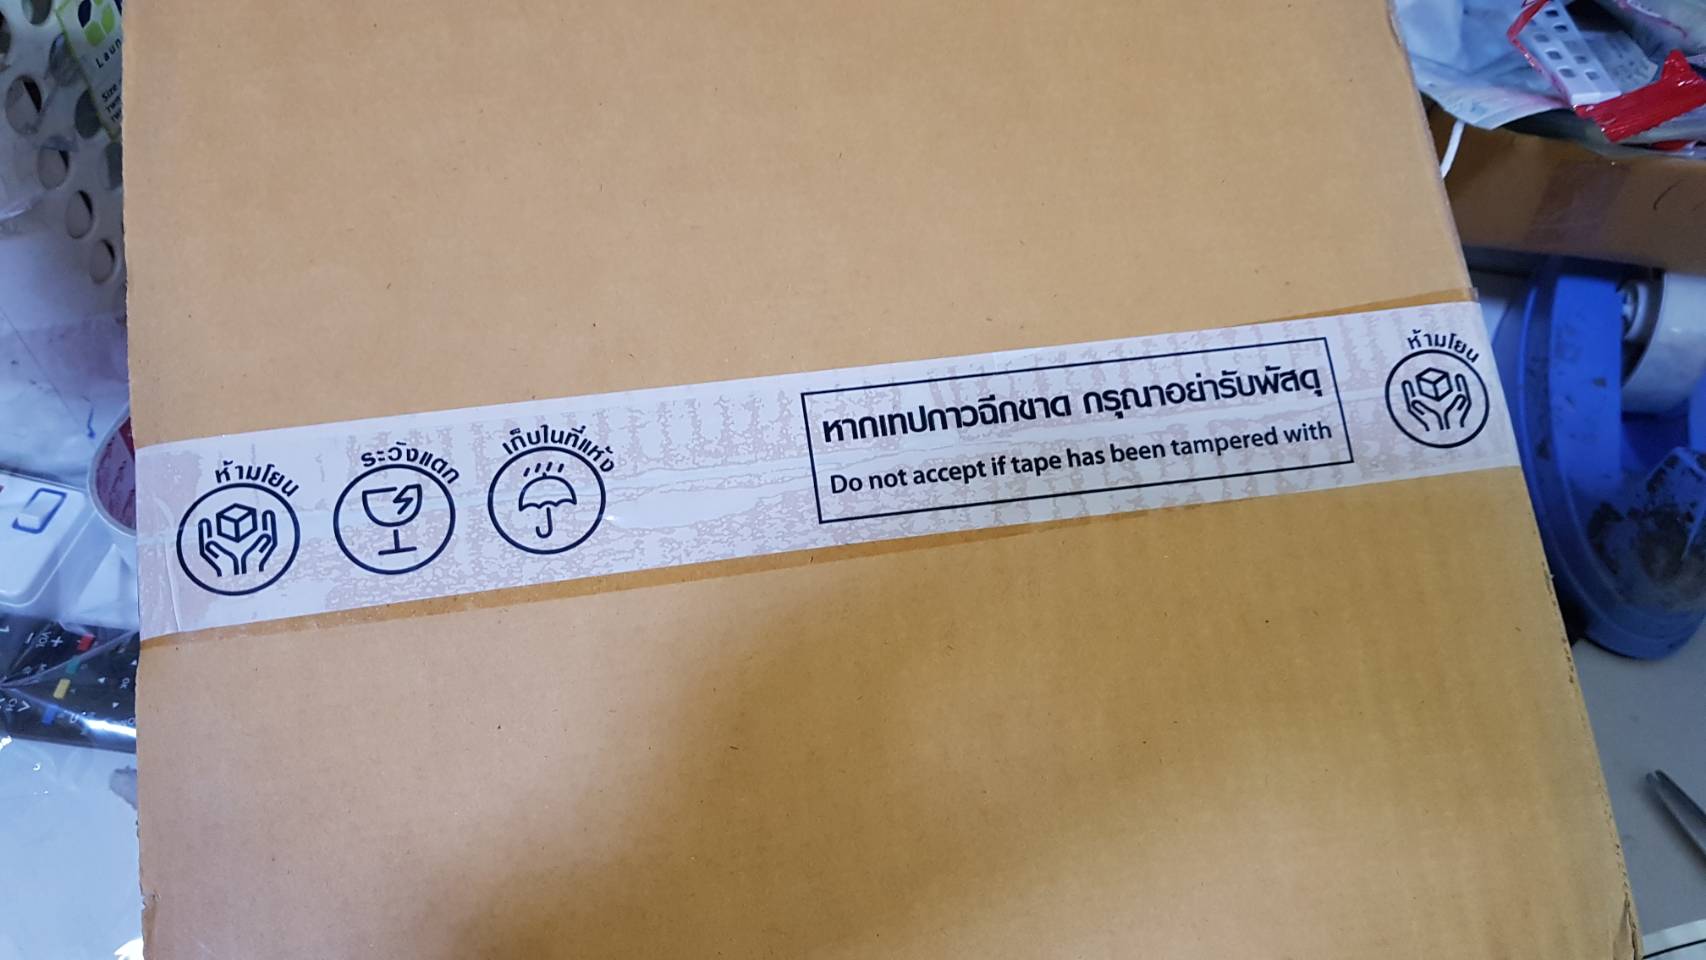 ห้ามโยน
ระวังแตก
เก็บในที่แห้ง
หากเทปกาวฉีกขาด กรุณาอย่ารับพัสดุ
Do not accept if tape has been tampered with
ห้ามโยน